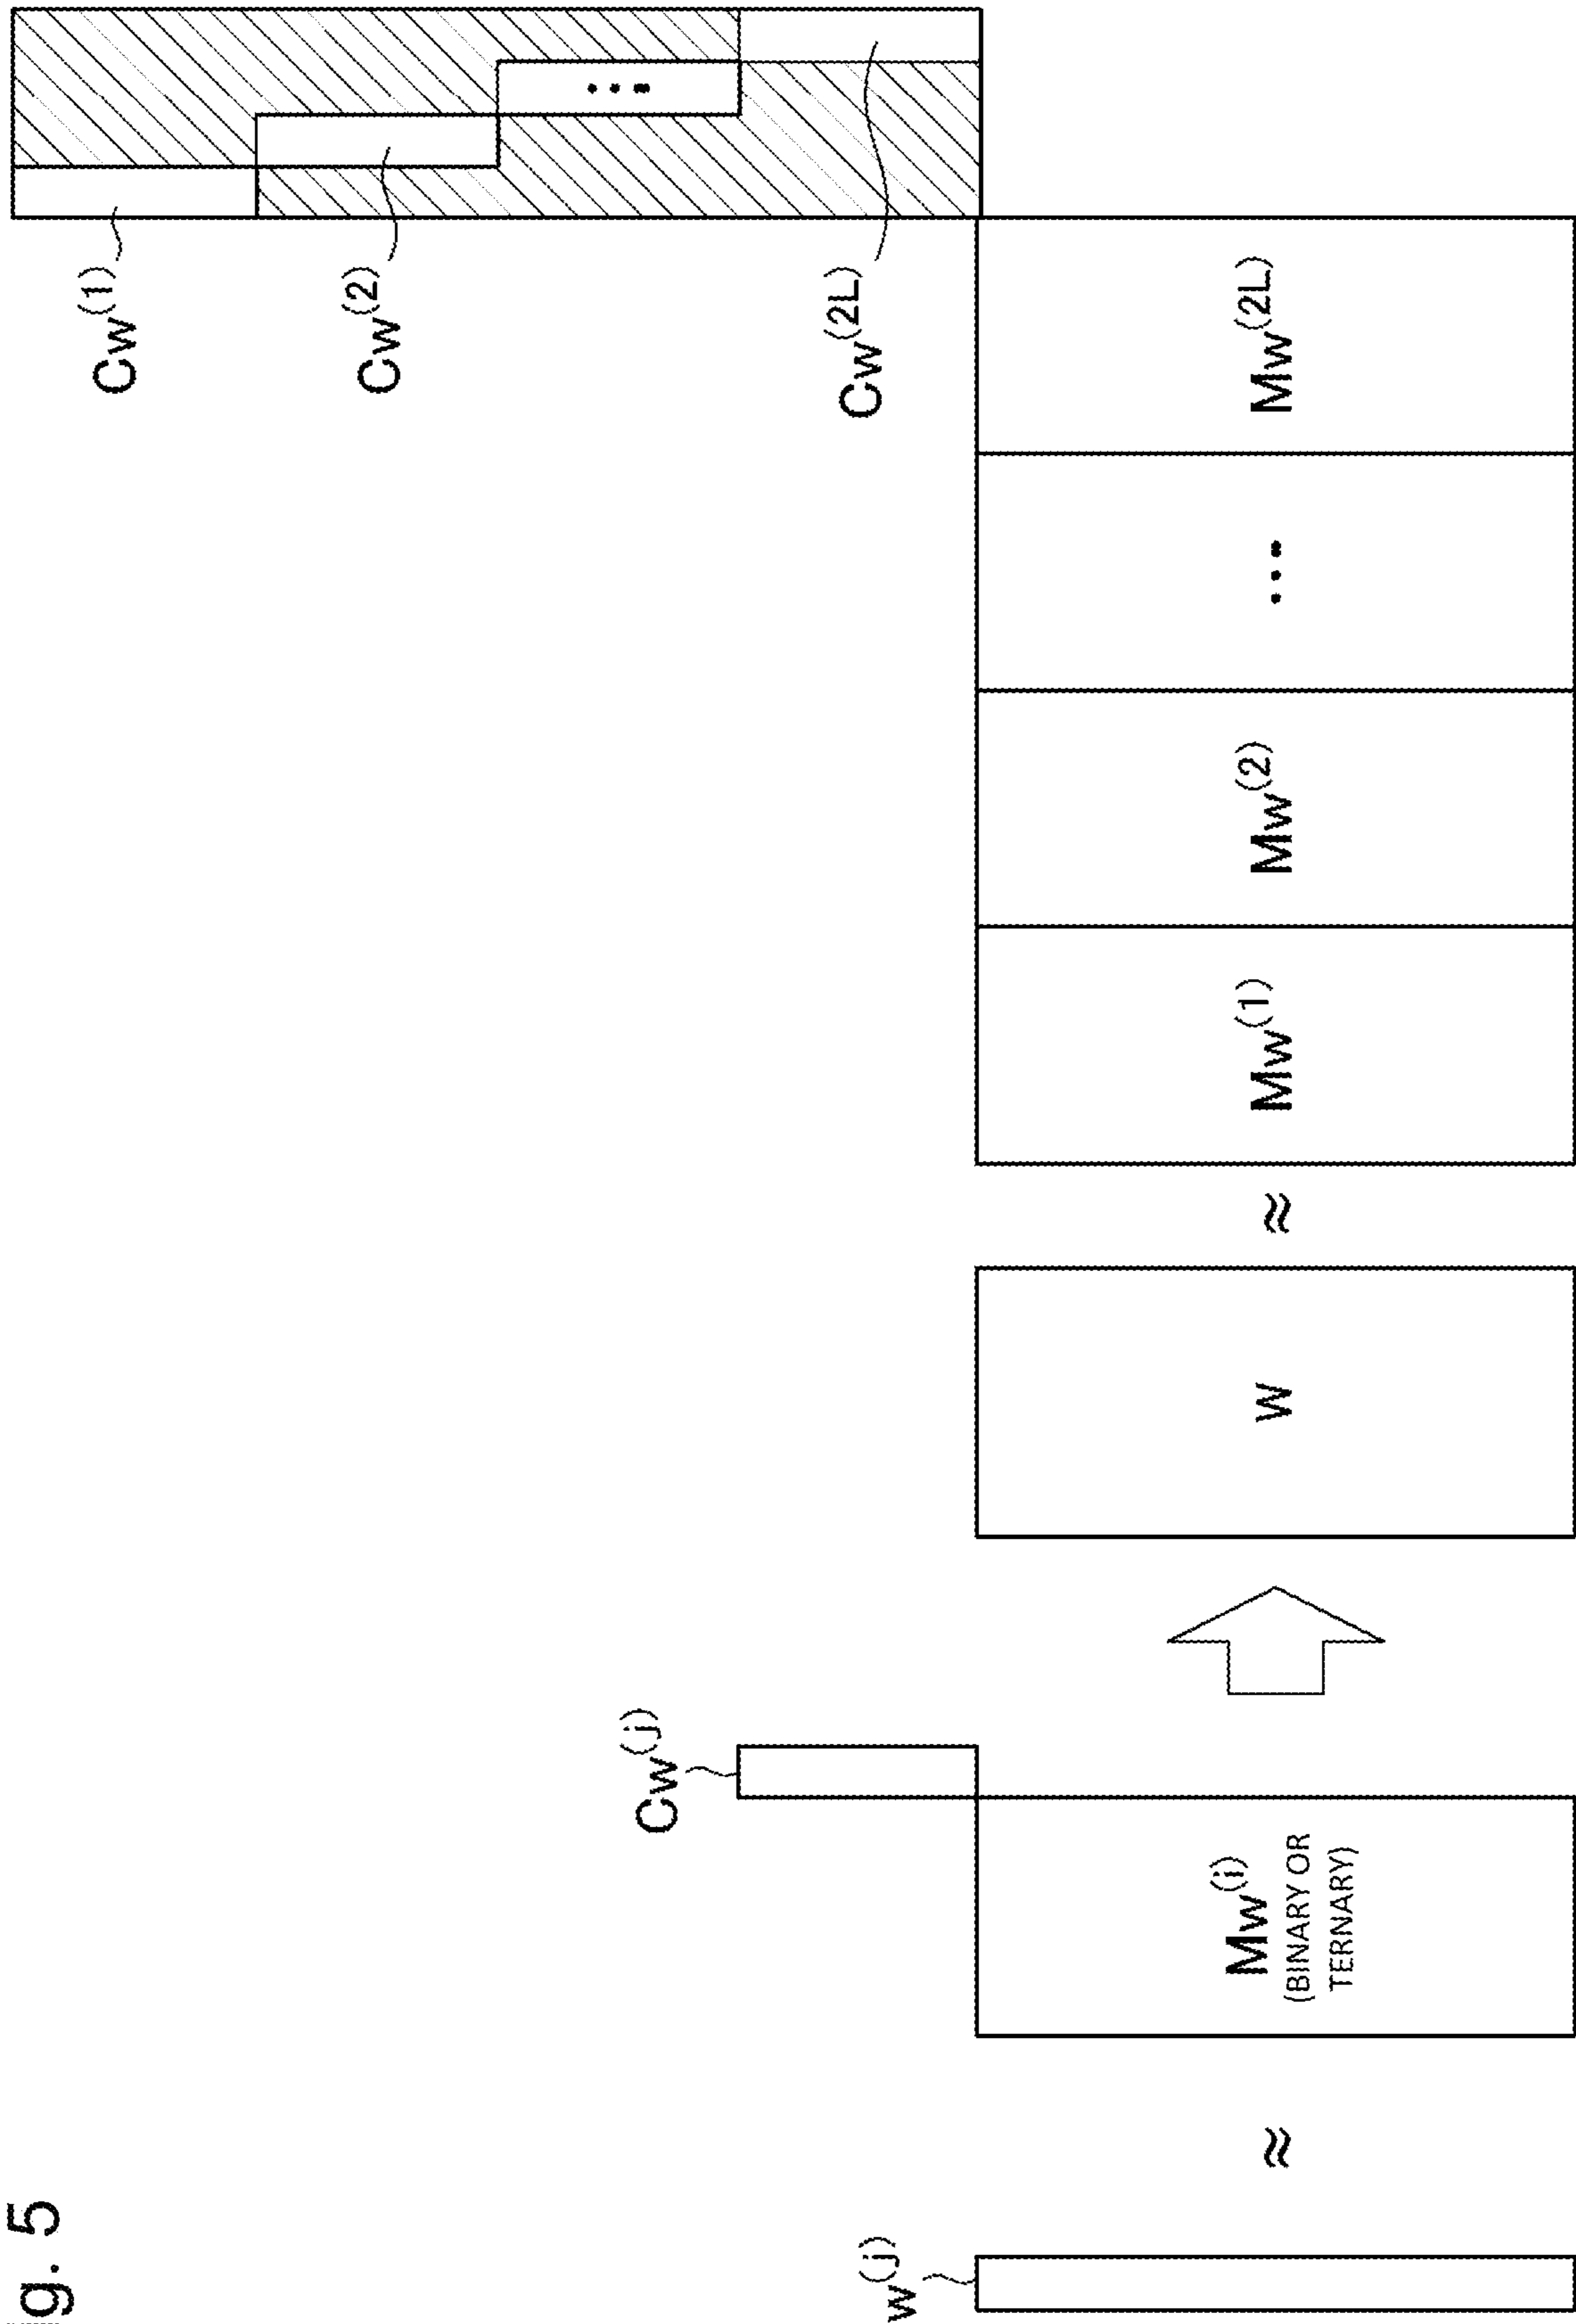 g. 5
w(j)
≈
Cw(j)
Mw(i)
(BINARY OR
TERNARY)
W
≈
Mw(1)
Mw(2)
...
Mw(2L)
Cw(1)
Cw(2)
...
Cw(2L)